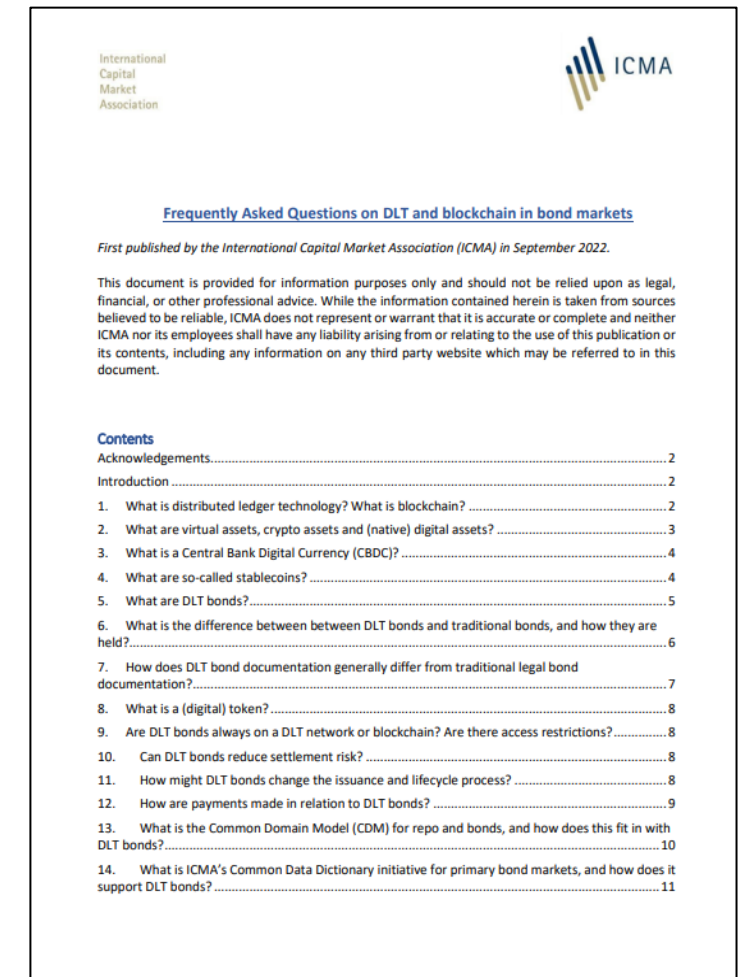 International
Capital
Market
Association
ICMA
Frequently Asked Questions on DLT and blockchain in bond markets
First published by the International Capital Market Association (ICMA) in September 2022.
This document is provided for information purposes only and should not be relied upon as legal,
financial, or other professional advice. While the information contained herein is taken from sources
believed to be reliable, ICMA does not represent or warrant that it is accurate or complete and neither
ICMA nor its employees shall have any liability arising from or relating to the use of this publication or
its contents, including any information on any third party website which may be referred to in this
document.
Contents
Acknowledgements.......................................................2
Introduction.......................................................2
1. What is distributed ledger technology? What is blockchain?.......................................................2
2. What are virtual assets, crypto assets and (native) digital assets?.......................................................3
3. What is a Central Bank Digital Currency (CBDC)?.......................................................4
4. What are so-called stablecoins?.......................................................4
5. What are DLT bonds?.......................................................5
6. What is the difference between between DLT bonds and traditional bonds, and how they are
held?.......................................................6
7. How does DLT bond documentation generally differ from traditional legal bond
documentation?.......................................................7
8. What is a (digital) token?.......................................................8
9. Are DLT bonds always on a DLT network or blockchain? Are there access restrictions?...............8
10. Can DLT bonds reduce settlement risk?.......................................................8
11. How might DLT bonds change the issuance and lifecycle process?.......................................................8
12. How are payments made in relation to DLT bonds?.......................................................9
13. What is the Common Domain Model (CDM) for repo and bonds, and how does this fit in with
DLT bonds?.......................................................10
14. What is ICMA's Common Data Dictionary initiative for primary bond markets, and how does it
support DLT bonds?.......................................................11